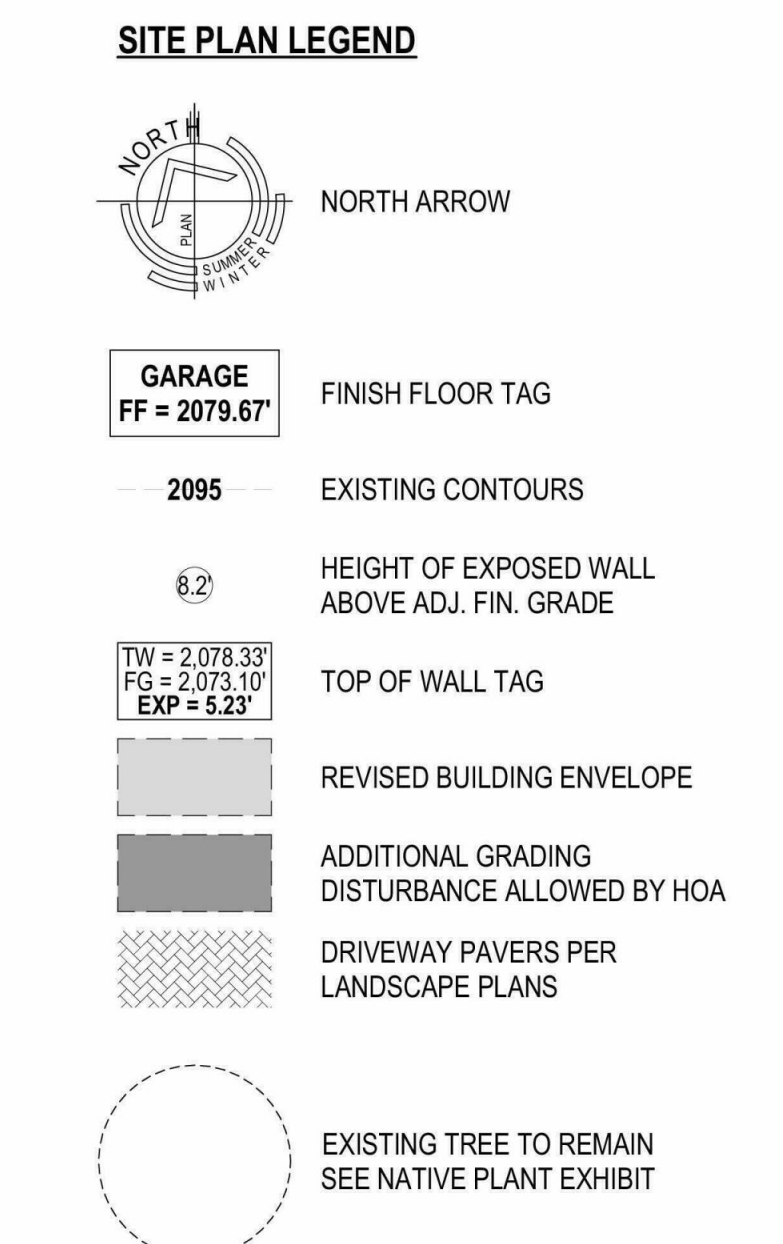 SITE PLAN LEGEND
NORTH
PLAN
SUMMER
WINTER
NORTH ARROW
GARAGE
FF = 2079.67'
FINISH FLOOR TAG
2095
EXISTING CONTOURS
8.2'
HEIGHT OF EXPOSED WALL
ABOVE ADJ. FIN. GRADE
TW = 2,078.33'
FG = 2,073.10'
EXP = 5.23'
TOP OF WALL TAG
REVISED BUILDING ENVELOPE
ADDITIONAL GRADING
DISTURBANCE ALLOWED BY HOA
DRIVEWAY PAVERS PER
LANDSCAPE PLANS
EXISTING TREE TO REMAIN
SEE NATIVE PLANT EXHIBIT